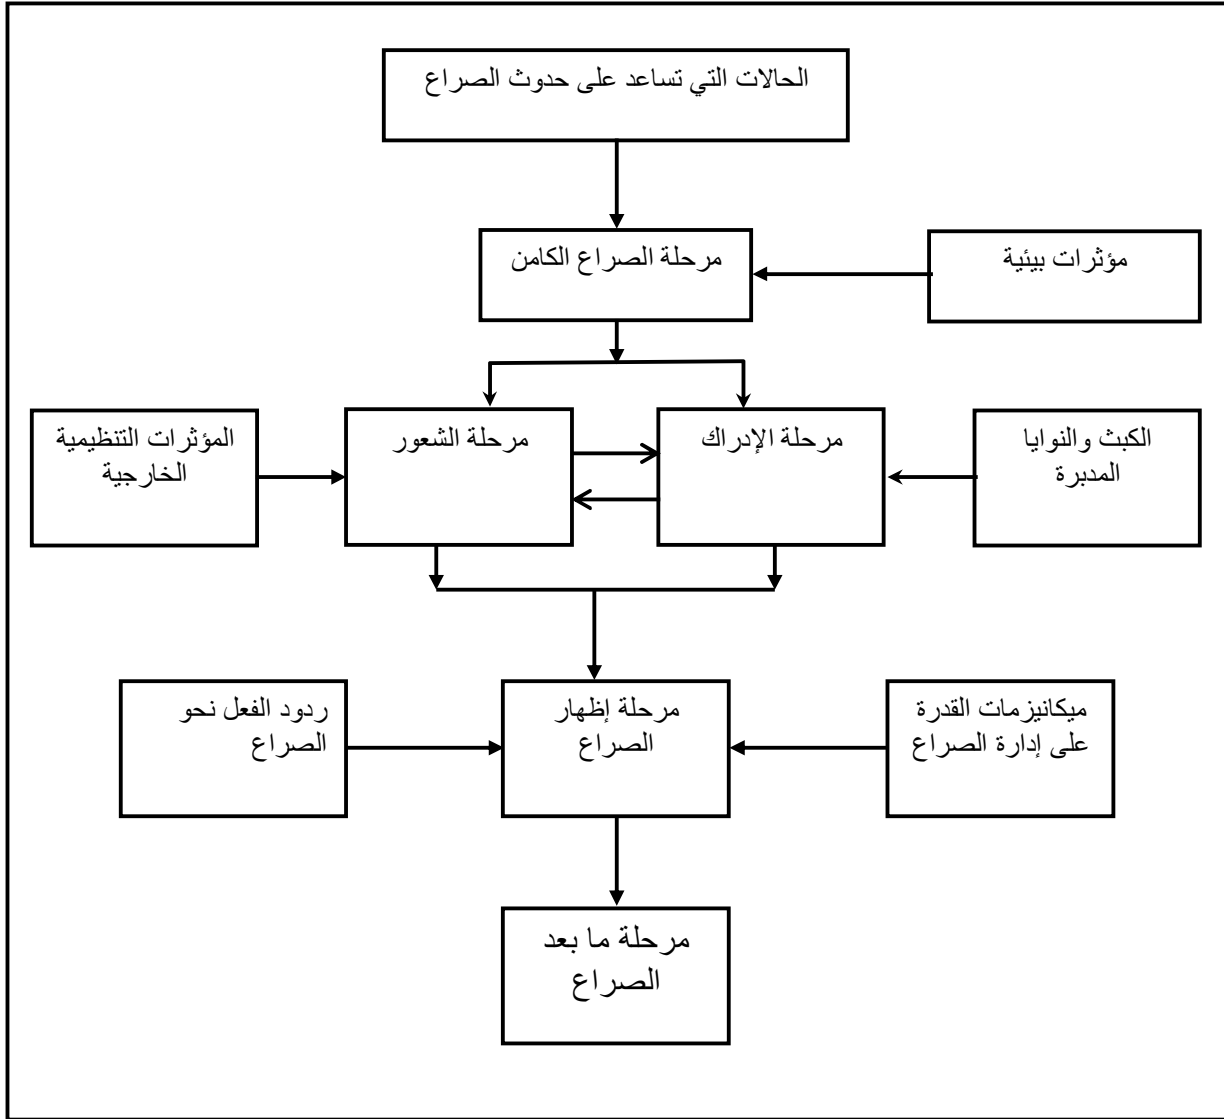 الحالات التي تساعد على حدوث الصراع
مرحلة الصراع الكامن
مؤثرات بيئية
الكبث والنوايا
المدبرة
مرحلة الإدراك
مرحلة الشعور
المؤثرات التنظيمية
الخارجية
ميكانيزمات القدرة
على إدارة الصراع
مرحلة إظهار
الصراع
ردود الفعل نحو
الصراع
مرحلة ما بعد
الصراع